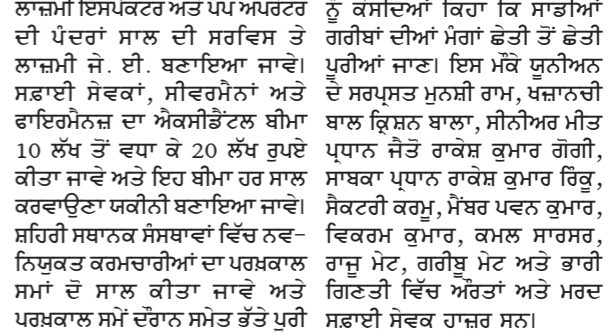 ਲਾਜ਼ਮੀ ਇੰਸਪੈਕਟਰ ਅਤੇ ਪੰਪ ਅਪਰੇਟਰ
ਦੀ ਪੰਦਰਾਂ ਸਾਲ ਦੀ ਸਰਵਿਸ ਤੇ
ਲਾਜ਼ਮੀ ਜੇ. ਈ. ਬਣਾਇਆ ਜਾਵੇ।
ਸਫ਼ਾਈ ਸੇਵਕਾਂ, ਸੀਵਰਮੈਨਾਂ ਅਤੇ
ਫਾਇਰਮੈਨਜ਼ ਦਾ ਐਕਸੀਡੈਂਟਲ ਬੀਮਾ
10 ਲੱਖ ਤੋਂ ਵਧਾ ਕੇ 20 ਲੱਖ ਰੁਪਏ
ਕੀਤਾ ਜਾਵੇ ਅਤੇ ਇਹ ਬੀਮਾ ਹਰ ਸਾਲ
ਕਰਵਾਉਣਾ ਯਕੀਨੀ ਬਣਾਇਆ ਜਾਵੇ।
ਸ਼ਹਿਰੀ ਸਥਾਨਕ ਸੰਸਥਾਵਾਂ ਵਿੱਚ ਨਵ-
ਨਿਯੁਕਤ ਕਰਮਚਾਰੀਆਂ ਦਾ ਪਰਖ਼ਕਾਲ
ਸਮਾਂ ਦੋ ਸਾਲ ਕੀਤਾ ਜਾਵੇ ਅਤੇ
ਪਰਖ਼ਕਾਲ ਸਮੇਂ ਦੌਰਾਨ ਸਮੇਤ ਭੱਤੇ ਪੂਰੀ
ਨੂੰ ਕੋਸਦਿਆਂ ਕਿਹਾ ਕਿ ਸਾਡੀਆਂ
ਗਰੀਬਾਂ ਦੀਆਂ ਮੰਗਾਂ ਛੇਤੀ ਤੋਂ ਛੇਤੀ
ਪੂਰੀਆਂ ਜਾਣ। ਇਸ ਮੌਕੇ ਯੂਨੀਅਨ
ਦੇ ਸਰਪ੍ਰਸਤ ਮੁਨਸ਼ੀ ਰਾਮ, ਖਜ਼ਾਨਚੀ
ਬਾਲ ਕ੍ਰਿਸ਼ਨ ਬਾਲਾ, ਸੀਨੀਅਰ ਮੀਤ
ਪ੍ਰਧਾਨ ਜੈਤੋ ਰਾਕੇਸ਼ ਕੁਮਾਰ ਗੋਗੀ,
ਸਾਬਕਾ ਪ੍ਰਧਾਨ ਰਾਕੇਸ਼ ਕੁਮਾਰ ਰਿੰਕੂ,
ਸੈਕਟਰੀ ਕਰਮੂ, ਮੈਂਬਰ ਪਵਨ ਕੁਮਾਰ,
ਵਿਕਰਮ ਕੁਮਾਰ, ਕਮਲ ਸਾਰਸਰ,
ਰਾਜੂ ਮੇਟ, ਗਰੀਬੂ ਮੇਟ ਅਤੇ ਭਾਰੀ
ਗਿਣਤੀ ਵਿੱਚ ਔਰਤਾਂ ਅਤੇ ਮਰਦ
ਸਫ਼ਾਈ ਸੇਵਕ ਹਾਜ਼ਰ ਸਨ।